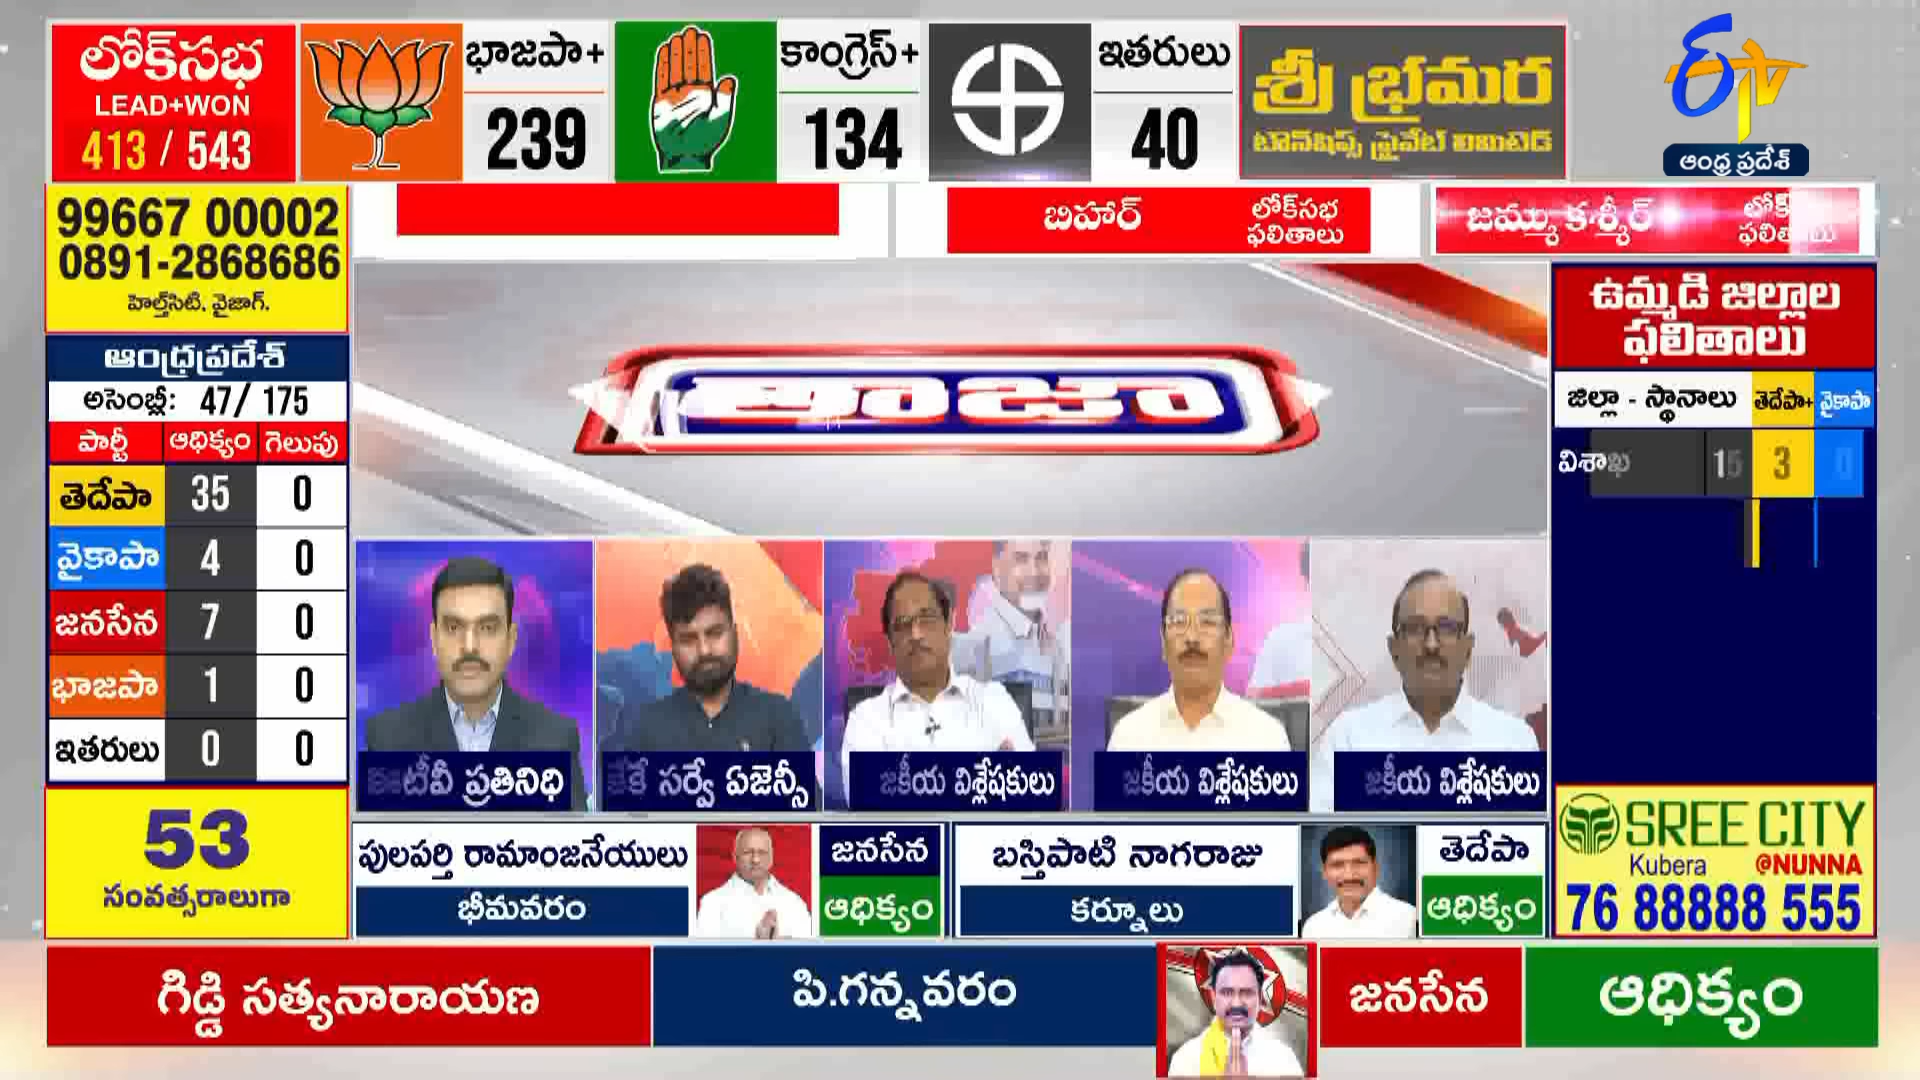 లోక్‌సభ
LEAD+WON
413 / 543
భాజపా+
239
కాంగ్రెస్+
134
ఇతరులు
40
శ్రీ భ్రమర
టౌన్‌షిప్స్ ప్రైవేట్ లిమిటెడ్
ETV
ఆంధ్ర ప్రదేశ్
99667 00002
0891-2868686
హెల్త్‌సిటి, వైజాగ్.
బిహార్
లోక్‌సభ
ఫలితాలు
జమ్ము కశ్మీర్
ఆంధ్రప్రదేశ్
అసెంబ్లీ: 47/ 175
పార్టీ ఆధిక్యం గెలుపు
తెదేపా 35 0
వైకాపా 4 0
జనసేన 7 0
భాజపా 1 0
ఇతరులు 0 0
53
సంవత్సరాలుగా
తాజా
ఉమ్మడి జిల్లాల
ఫలితాలు
జిల్లా - స్థానాలు తెదేపా+ వైకాపా
విశాఖ 15 3 0
ప్రతినిధి
సర్వే ఏజెన్సీ
విశ్లేషకులు
విశ్లేషకులు
విశ్లేషకులు
పులపర్తి రామాంజనేయులు
భీమవరం
జనసేన
ఆధిక్యం
బస్తిపాటి నాగరాజు
కర్నూలు
తెదేపా
ఆధిక్యం
SREE CITY
Kubera @NUNNA
76 88888 555
గిడ్డి సత్యనారాయణ
పి.గన్నవరం
జనసేన
ఆధిక్యం